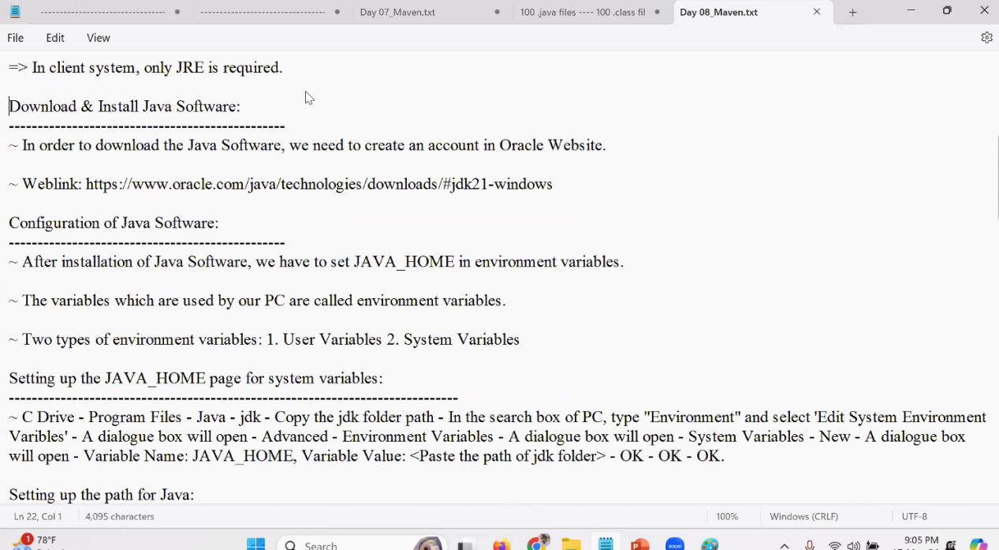 Day 07_Maven.txt
100 .java files ---- 100 .class fil
Day 08_Maven.txt
File Edit View
=> In client system, only JRE is required.
Download & Install Java Software:
-----------------------------------------------
~ In order to download the Java Software, we need to create an account in Oracle Website.
~ Weblink: https://www.oracle.com/java/technologies/downloads/#jdk21-windows
Configuration of Java Software:
-----------------------------------------------
~ After installation of Java Software, we have to set JAVA_HOME in environment variables.
~ The variables which are used by our PC are called environment variables.
~ Two types of environment variables: 1. User Variables 2. System Variables
Setting up the JAVA_HOME page for system variables:
-----------------------------------------------------------------------------
~ C Drive - Program Files - Java - jdk - Copy the jdk folder path - In the search box of PC, type "Environment" and select 'Edit System Environment
Varibles' - A dialogue box will open - Advanced - Environment Variables - A dialogue box will open - System Variables - New - A dialogue box
will open - Variable Name: JAVA_HOME, Variable Value: <Paste the path of jdk folder> - OK - OK - OK.
Setting up the path for Java:
Ln 22, Col 1 4,095 characters 100% Windows (CRLF) UTF-8
1 78°F Search zoom 9:05 PM